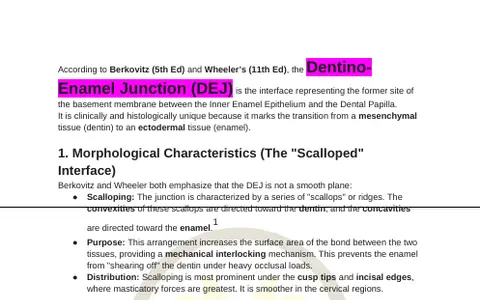 According to Berkovitz (5th Ed) and Wheeler's (11th Ed), the Dentino-
Enamel Junction (DEJ) is the interface representing the former site of
the basement membrane between the Inner Enamel Epithelium and the Dental Papilla.
It is clinically and histologically unique because it marks the transition from a mesenchymal
tissue (dentin) to an ectodermal tissue (enamel).
1. Morphological Characteristics (The "Scalloped"
Interface)
Berkovitz and Wheeler both emphasize that the DEJ is not a smooth plane:
● Scalloping: The junction is characterized by a series of "scallops" or ridges. The
convexities of these scallops are directed toward the dentin, and the concavities
1
are directed toward the enamel.
● Purpose: This arrangement increases the surface area of the bond between the two
tissues, providing a mechanical interlocking mechanism. This prevents the enamel
from "shearing off" the dentin under heavy occlusal loads.
● Distribution: Scalloping is most prominent under the cusp tips and incisal edges,
where masticatory forces are greatest. It is smoother in the cervical regions.